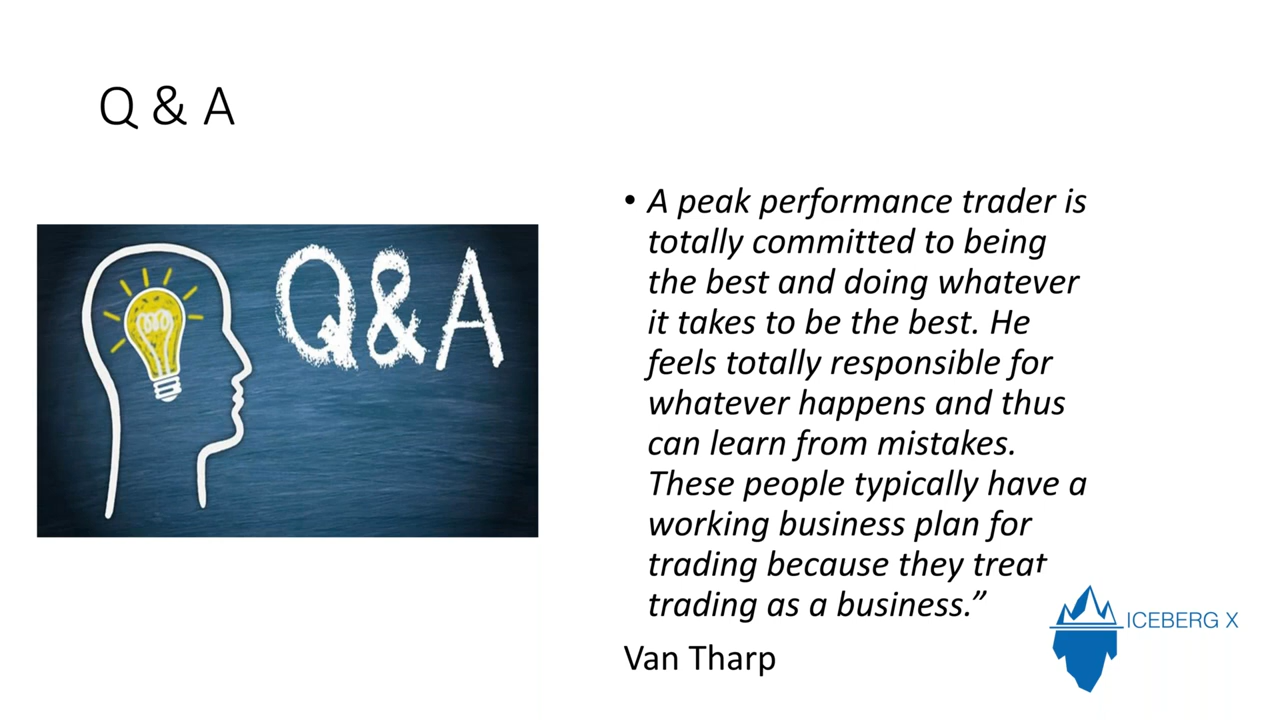 Q & A
Q&A
• A peak performance trader is
totally committed to being
the best and doing whatever
it takes to be the best. He
feels totally responsible for
whatever happens and thus
can learn from mistakes.
These people typically have a
working business plan for
trading because they treat
trading as a business.”
Van Tharp
ICEBERG X